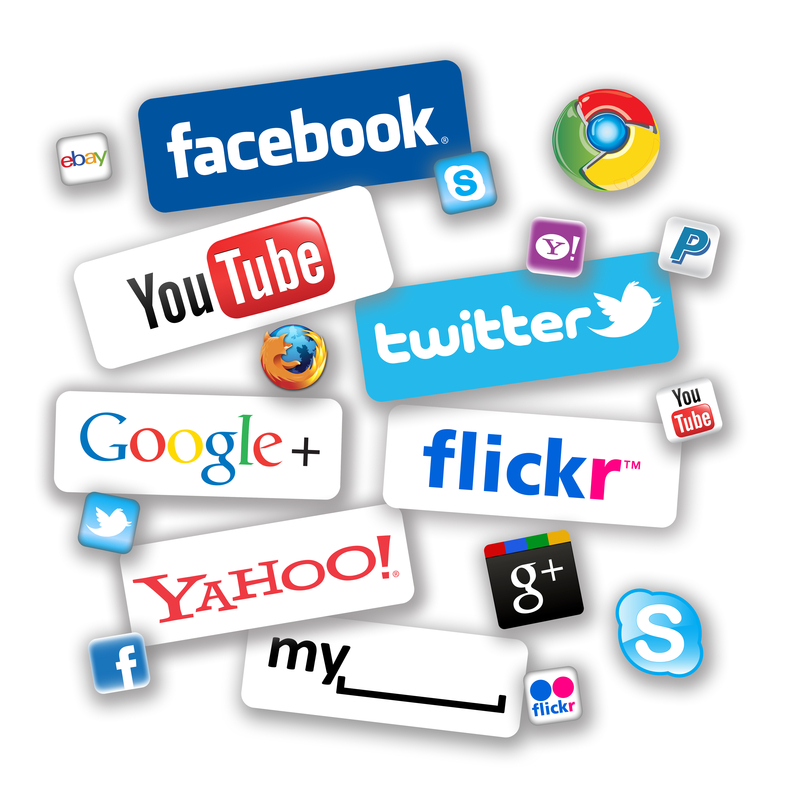 facebook®
ebay
S
YouTube
Y!
P
twitter
You
Tube
Google+
flickr™
YAHOO!®
g+
S
f
my
flickr